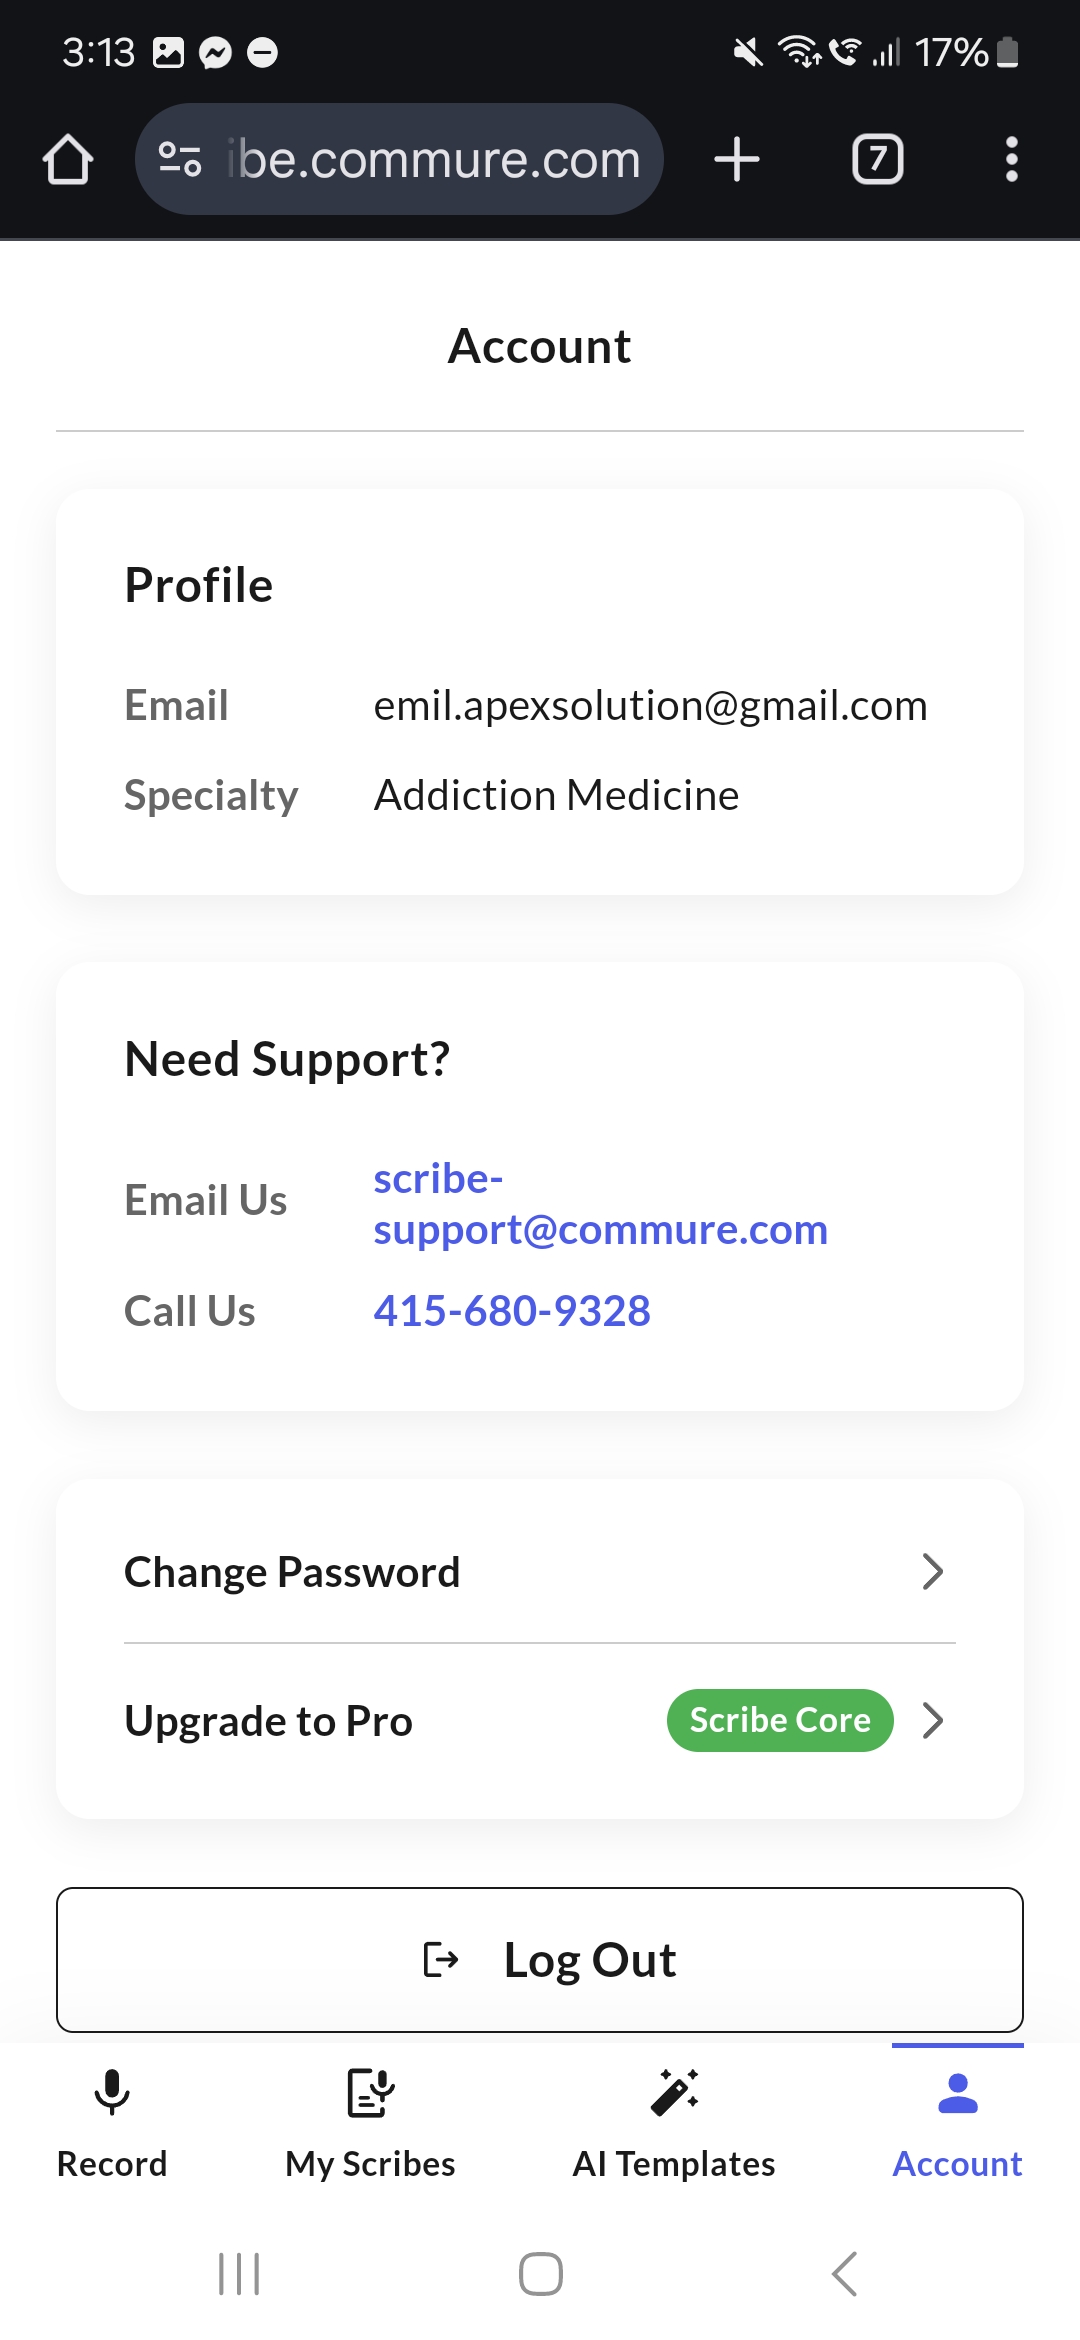 3:13
17%
ibe.commure.com
7
Account
Profile
Email emil.apexsolution@gmail.com
Specialty Addiction Medicine
Need Support?
Email Us scribe-
support@commure.com
Call Us 415-680-9328
Change Password
Upgrade to Pro Scribe Core
Log Out
Record My Scribes AI Templates Account